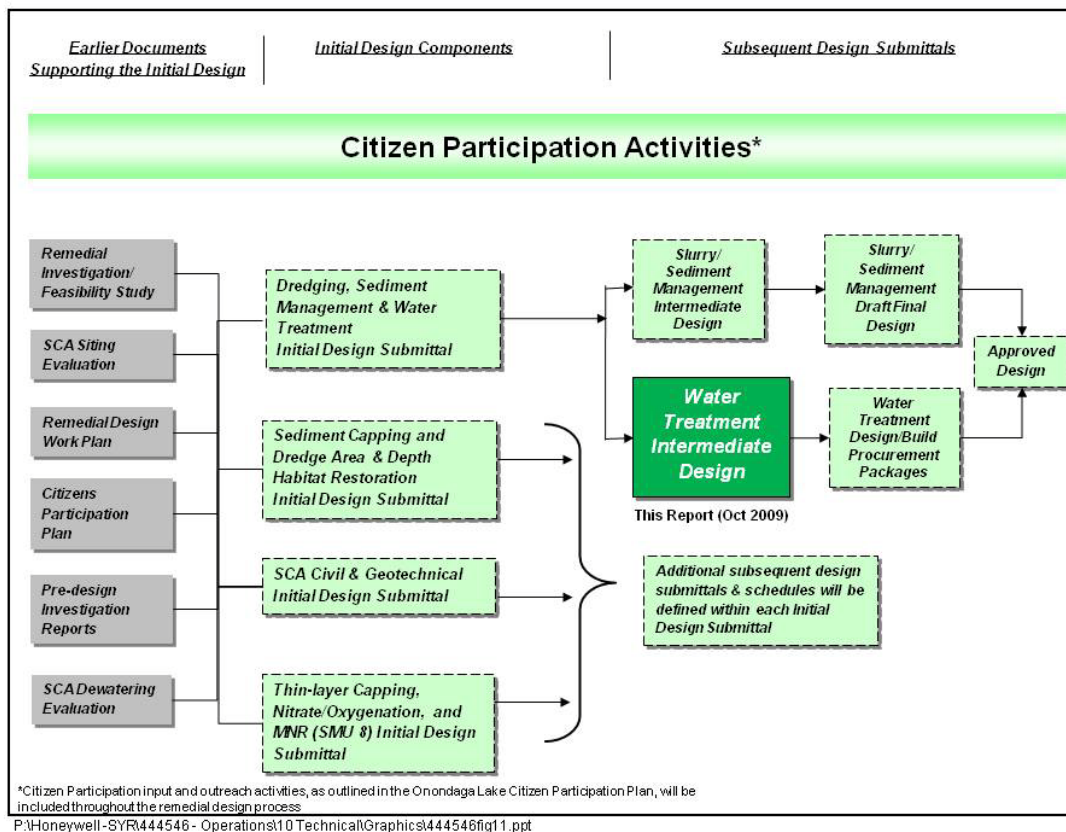 Earlier Documents
Supporting the Initial Design
Initial Design Components
Subsequent Design Submittals
Citizen Participation Activities*
Remedial
Investigation/
Feasibility Study
SCA Siting
Evaluation
Remedial Design
Work Plan
Citizens
Participation
Plan
Pre-design
Investigation
Reports
SCA Dewatering
Evaluation
Dredging, Sediment
Management & Water
Treatment
Initial Design Submittal
Sediment Capping and
Dredge Area & Depth
Habitat Restoration
Initial Design Submittal
SCA Civil & Geotechnical
Initial Design Submittal
Thin-layer Capping,
Nitrate/Oxygenation, and
MNR (SMU 8) Initial Design
Submittal
Slurry/
Sediment
Management
Intermediate
Design
Slurry/
Sediment
Management
Draft Final
Design
Approved
Design
Water
Treatment
Intermediate
Design
Water
Treatment
Design/Build
Procurement
Packages
This Report (Oct 2009)
Additional subsequent design
submittals & schedules will be
defined within each Initial
Design Submittal
*Citizen Participation input and outreach activities, as outlined in the Onondaga Lake Citizen Participation Plan, will be
included throughout the remedial design process
P:\Honeywell-SYR\444546 - Operations\10 Technical\Graphics\444546fig11.ppt